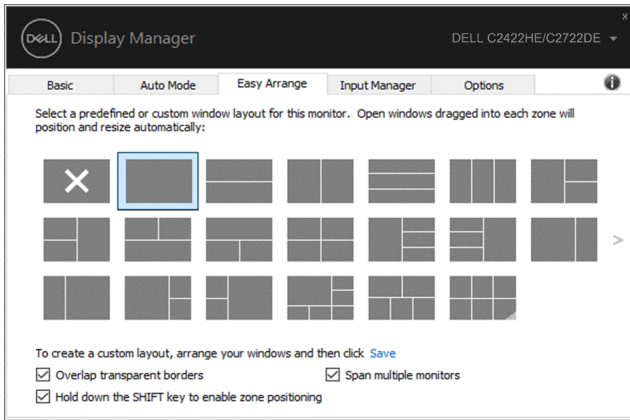 DELL Display Manager
DELL C2422HE/C2722DE
Basic
Auto Mode
Easy Arrange
Input Manager
Options
Select a predefined or custom window layout for this monitor. Open windows dragged into each zone will
position and resize automatically:
To create a custom layout, arrange your windows and then click Save
Overlap transparent borders
Span multiple monitors
Hold down the SHIFT key to enable zone positioning